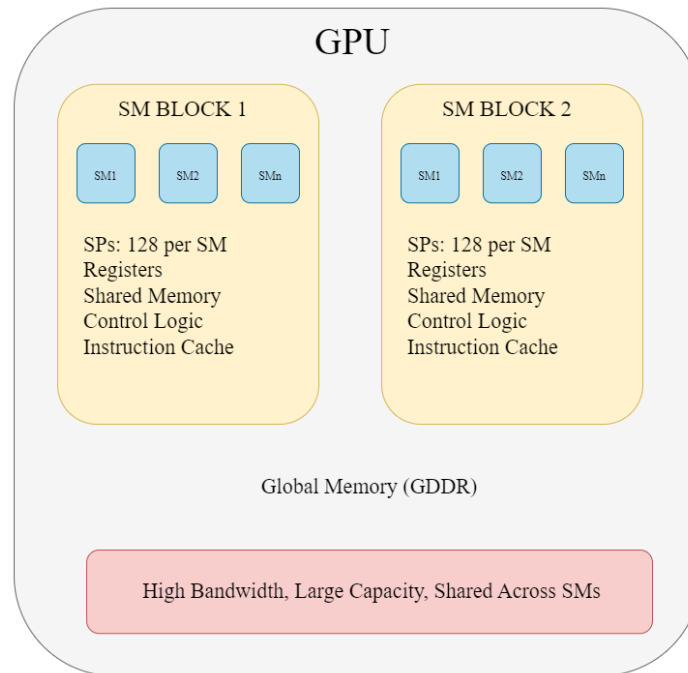 GPU
SM BLOCK 1
SM1 SM2 SMn
SPs: 128 per SM
Registers
Shared Memory
Control Logic
Instruction Cache
SM BLOCK 2
SM1 SM2 SMn
SPs: 128 per SM
Registers
Shared Memory
Control Logic
Instruction Cache
Global Memory (GDDR)
High Bandwidth, Large Capacity, Shared Across SMs